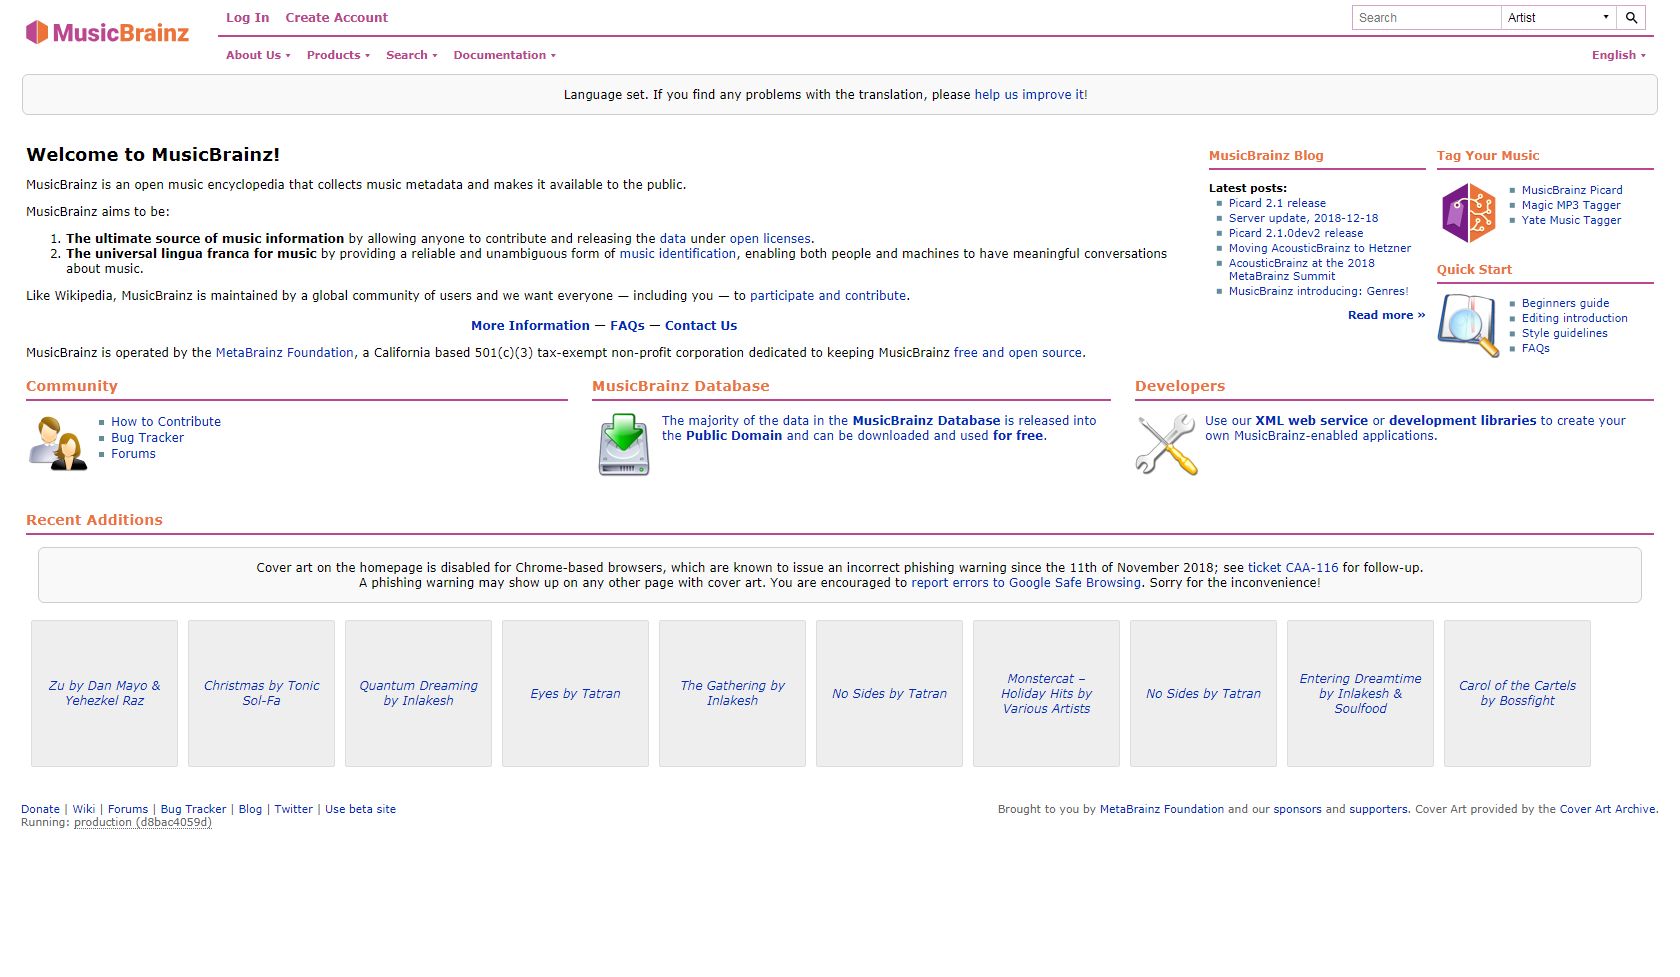 MusicBrainz
Log In Create Account
Search Artist
About Us Products Search Documentation English
Language set. If you find any problems with the translation, please help us improve it!
Welcome to MusicBrainz!
MusicBrainz is an open music encyclopedia that collects music metadata and makes it available to the public.
MusicBrainz aims to be:
1. The ultimate source of music information by allowing anyone to contribute and releasing the data under open licenses.
2. The universal lingua franca for music by providing a reliable and unambiguous form of music identification, enabling both people and machines to have meaningful conversations
about music.
Like Wikipedia, MusicBrainz is maintained by a global community of users and we want everyone — including you — to participate and contribute.
More Information — FAQs — Contact Us
MusicBrainz is operated by the MetaBrainz Foundation, a California based 501(c)(3) tax-exempt non-profit corporation dedicated to keeping MusicBrainz free and open source.
MusicBrainz Blog
Latest posts:
Picard 2.1 release
Server update, 2018-12-18
Picard 2.1.0dev2 release
Moving AcousticBrainz to Hetzner
AcousticBrainz at the 2018
MetaBrainz Summit
MusicBrainz introducing: Genres!
Read more »
Tag Your Music
MusicBrainz Picard
Magic MP3 Tagger
Yate Music Tagger
Quick Start
Beginners guide
Editing introduction
Style guidelines
FAQs
Community
How to Contribute
Bug Tracker
Forums
MusicBrainz Database
The majority of the data in the MusicBrainz Database is released into
the Public Domain and can be downloaded and used for free.
Developers
Use our XML web service or development libraries to create your
own MusicBrainz-enabled applications.
Recent Additions
Cover art on the homepage is disabled for Chrome-based browsers, which are known to issue an incorrect phishing warning since the 11th of November 2018; see ticket CAA-116 for follow-up.
A phishing warning may show up on any other page with cover art. You are encouraged to report errors to Google Safe Browsing. Sorry for the inconvenience!
Zu by Dan Mayo &
Yehezkel Raz
Christmas by Tonic
Sol-Fa
Quantum Dreaming
by Inlakesh
Eyes by Tatran
The Gathering by
Inlakesh
No Sides by Tatran
Monstercat –
Holiday Hits by
Various Artists
No Sides by Tatran
Entering Dreamtime
by Inlakesh &
Soulfood
Carol of the Cartels
by Bossfight
Donate | Wiki | Forums | Bug Tracker | Blog | Twitter | Use beta site
Running: production (d8bac4059d)
Brought to you by MetaBrainz Foundation and our sponsors and supporters. Cover Art provided by the Cover Art Archive.